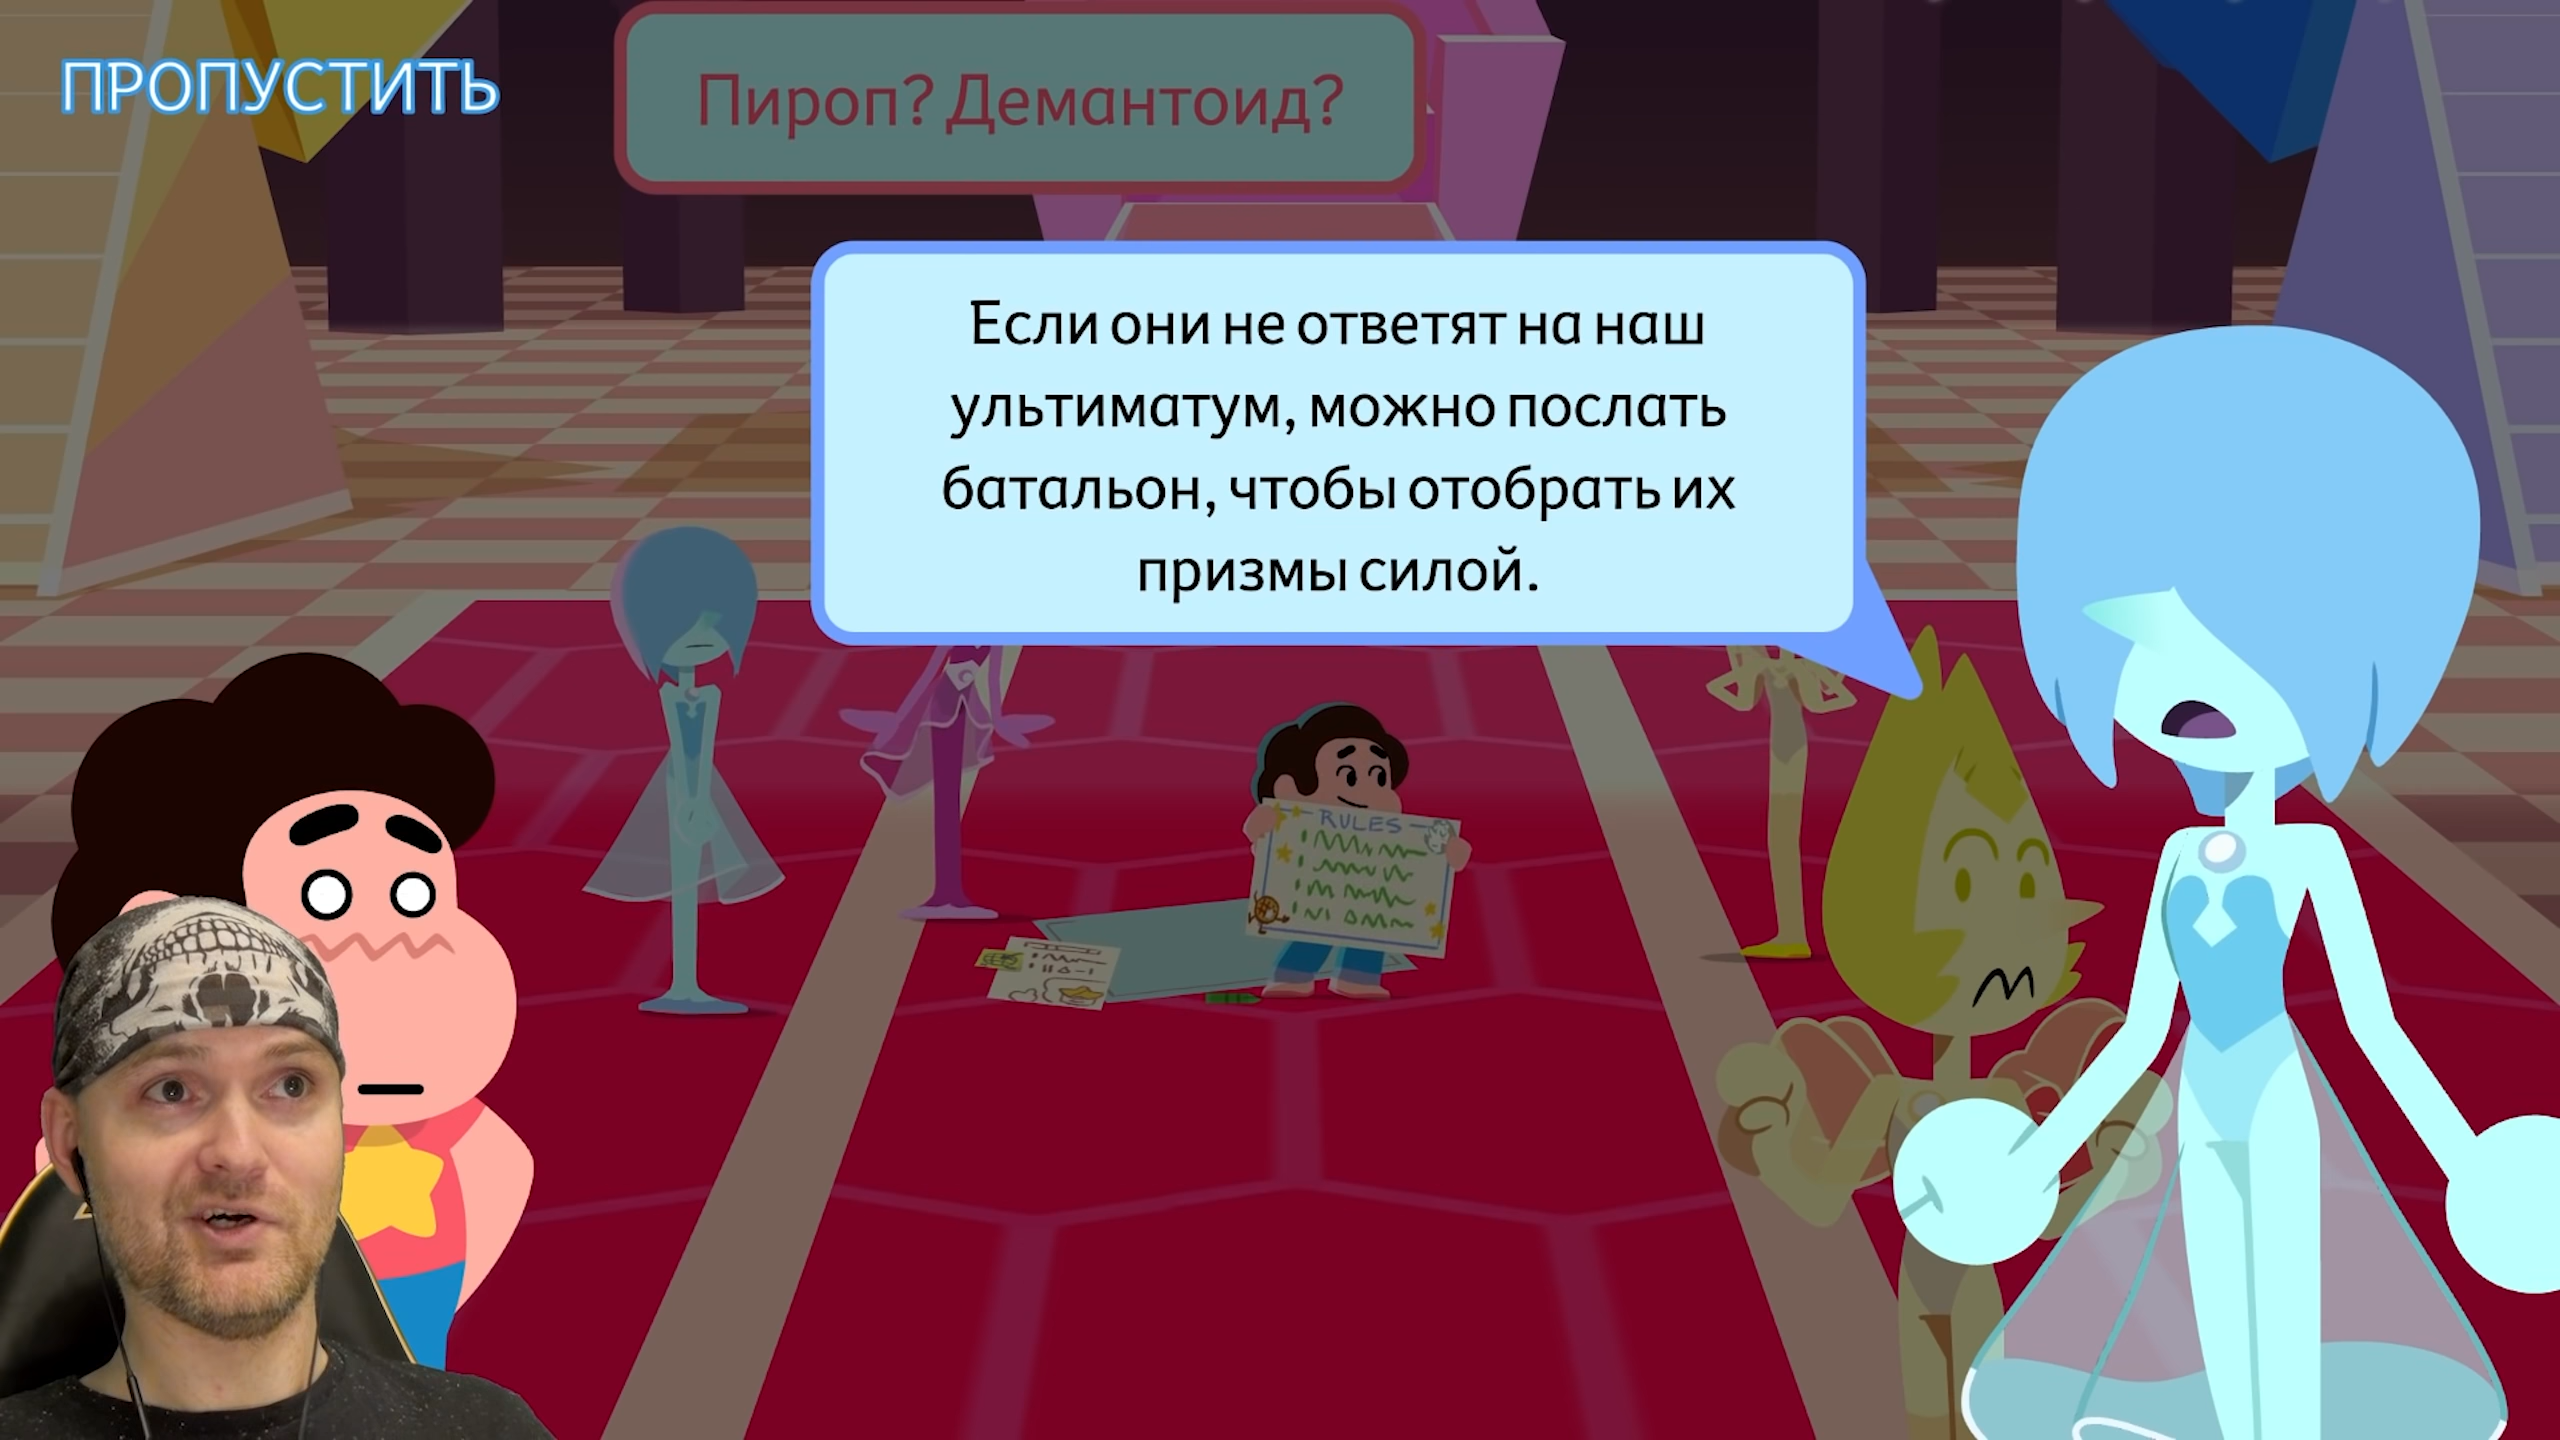 ПРОПУСТИТЬ
Пироп? Демантоид?
Если они не ответят на наш
ультиматум, можно послать
батальон, чтобы отобрать их
призмы силой.
RULES